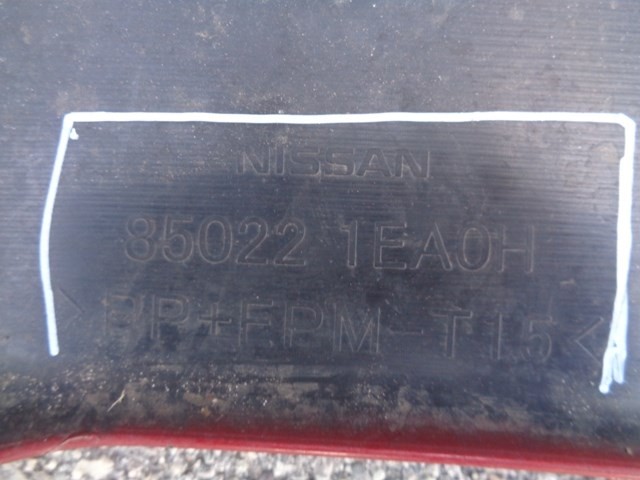 NISSAN
85022 1EA0H
>PP+EPM-T15<